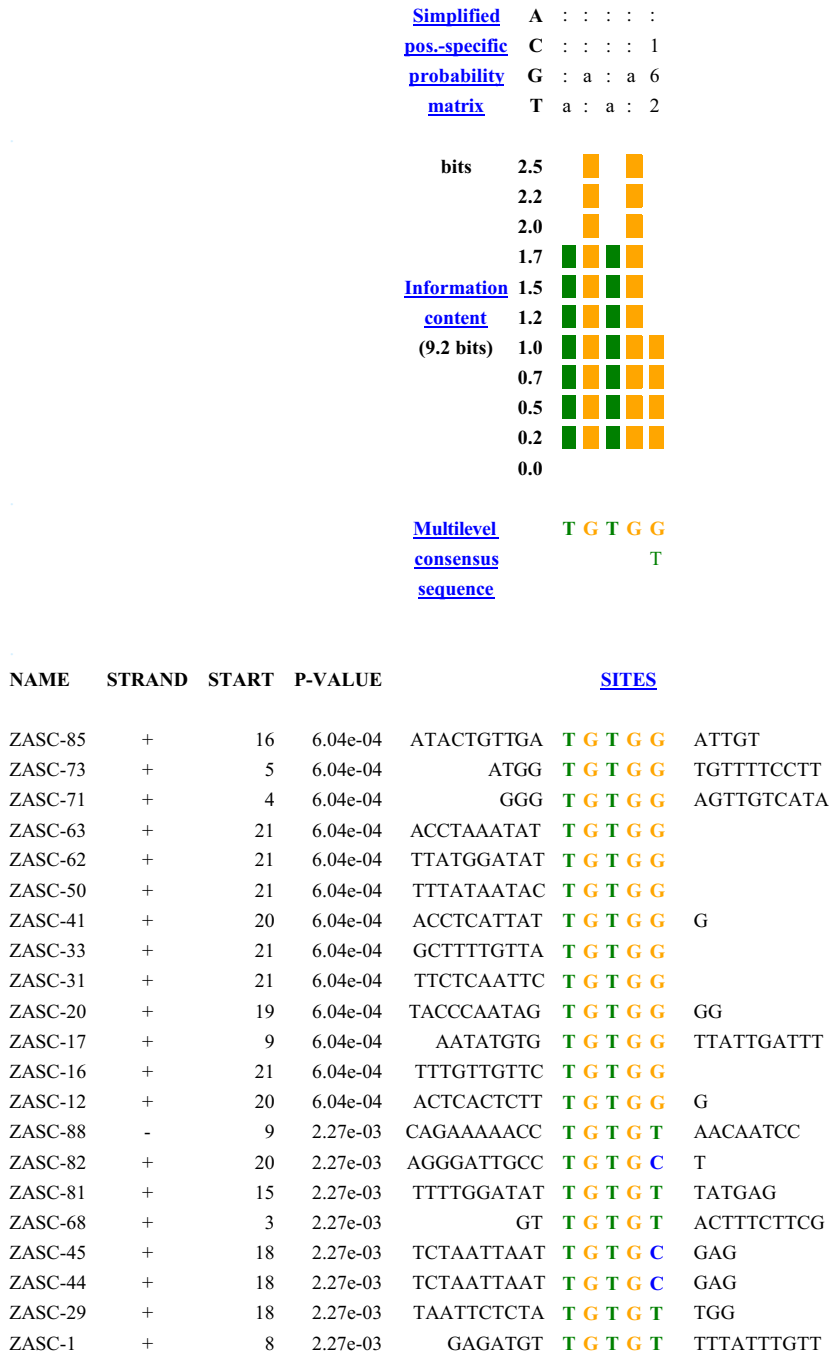 Simplified A : : : : :
pos.-specific C : : : : 1
probability G : a : a 6
matrix T a : a : 2
bits 2.5
2.2
2.0
1.7
Information 1.5
content 1.2
(9.2 bits) 1.0
0.7
0.5
0.2
0.0
Multilevel T G T G G
consensus T
sequence
NAME STRAND START P-VALUE SITES
ZASC-85 + 16 6.04e-04 ATACTGTTGA T G T G G ATTGT
ZASC-73 + 5 6.04e-04 ATGG T G T G G TGTTTTCCTT
ZASC-71 + 4 6.04e-04 GGG T G T G G AGTTGTCATA
ZASC-63 + 21 6.04e-04 ACCTAAATAT T G T G G
ZASC-62 + 21 6.04e-04 TTATGGATAT T G T G G
ZASC-50 + 21 6.04e-04 TTTATAATAC T G T G G
ZASC-41 + 20 6.04e-04 ACCTCATTAT T G T G G G
ZASC-33 + 21 6.04e-04 GCTTTTGTTA T G T G G
ZASC-31 + 21 6.04e-04 TTCTCAATTC T G T G G
ZASC-20 + 19 6.04e-04 TACCCAATAG T G T G G GG
ZASC-17 + 9 6.04e-04 AATATGTG T G T G G TTATTGATTT
ZASC-16 + 21 6.04e-04 TTTGTTGTTC T G T G G
ZASC-12 + 20 6.04e-04 ACTCACTCTT T G T G G G
ZASC-88 - 9 2.27e-03 CAGAAAAACC T G T G T AACAATCC
ZASC-82 + 20 2.27e-03 AGGGATTGCC T G T G C T
ZASC-81 + 15 2.27e-03 TTTTGGATAT T G T G T TATGAG
ZASC-68 + 3 2.27e-03 GT T G T G T ACTTTCTTCG
ZASC-45 + 18 2.27e-03 TCTAATTAAT T G T G C GAG
ZASC-44 + 18 2.27e-03 TCTAATTAAT T G T G C GAG
ZASC-29 + 18 2.27e-03 TAATTCTCTA T G T G T TGG
ZASC-1 + 8 2.27e-03 GAGATGT T G T G T TTTATTTGTT